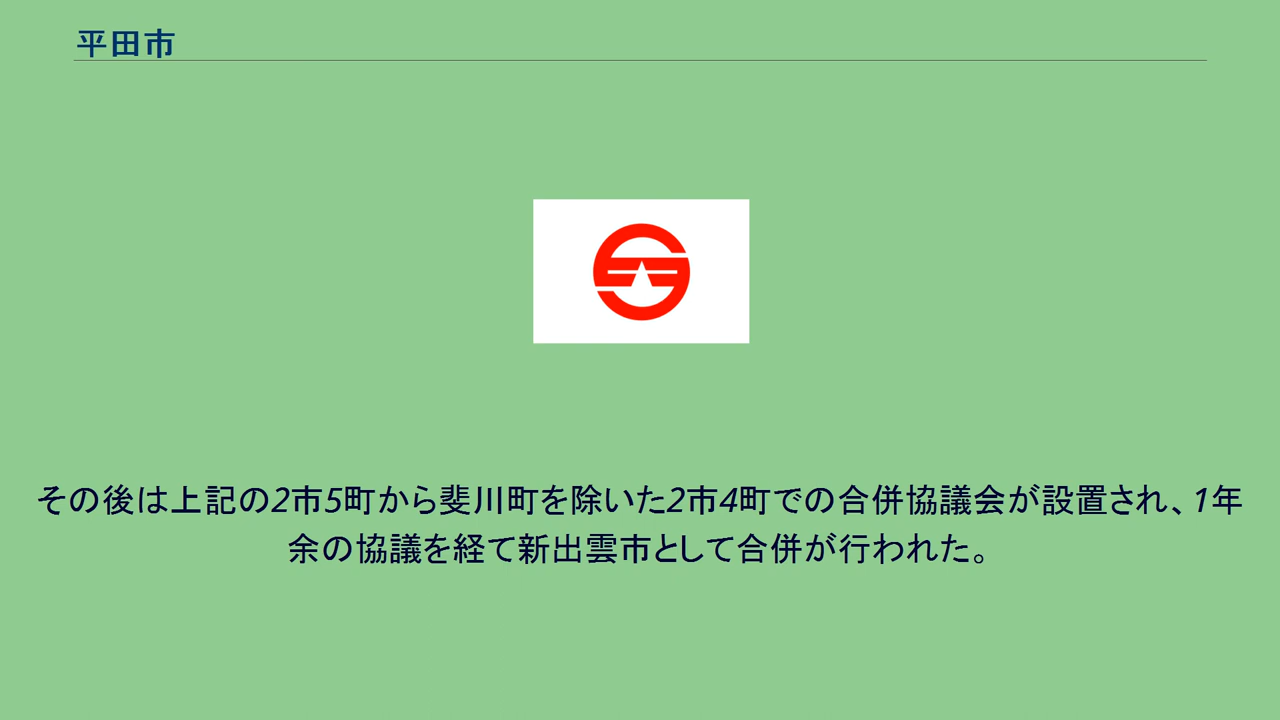 平田市
その後は上記の2市5町から斐川町を除いた2市4町での合併協議会が設置され、1年
余の協議を経て新出雲市として合併が行われた。